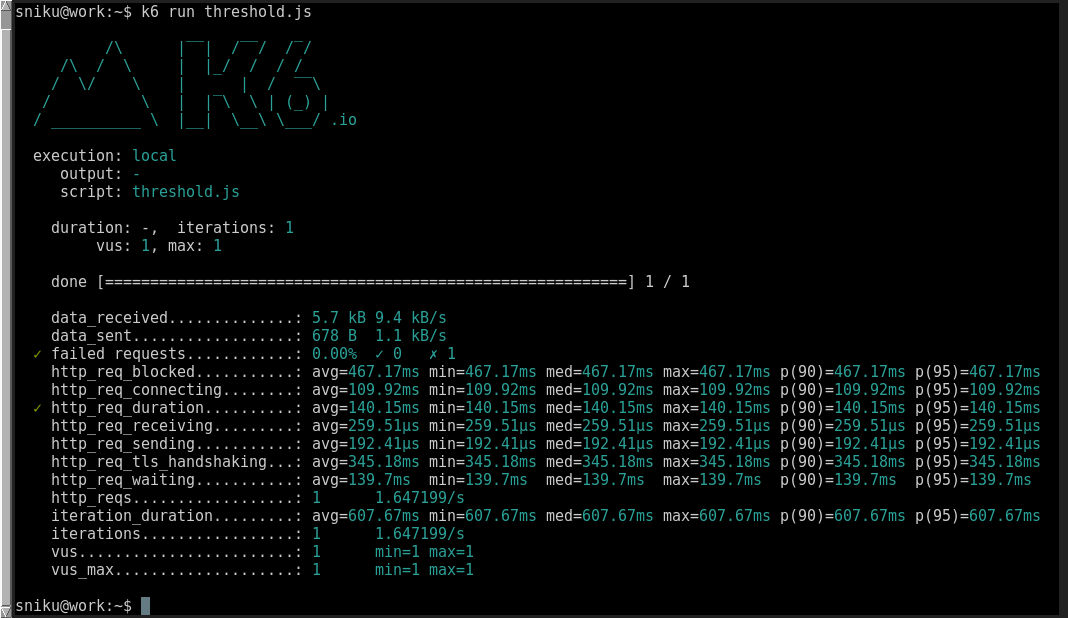 sniku@work:~$ k6 run threshold.js
          /\      |‾‾|  /‾‾/  /‾/
     /\  /  \     |  |_/  /  / /
    /  \/    \    |      |  /  ‾‾\
   /          \   |  |‾\  \ | (_) |
  / __________ \  |__|  \__\ \___/ .io
execution: local
output: -
script: threshold.js
duration: -,  iterations: 1
vus: 1, max: 1
done [==========================================================] 1 / 1
data_received..............: 5.7 kB 9.4 kB/s
data_sent..................: 678 B  1.1 kB/s
✓ failed requests............: 0.00%  ✓ 0   ✗ 1
http_req_blocked...........: avg=467.17ms min=467.17ms med=467.17ms max=467.17ms p(90)=467.17ms p(95)=467.17ms
http_req_connecting........: avg=109.92ms min=109.92ms med=109.92ms max=109.92ms p(90)=109.92ms p(95)=109.92ms
✓ http_req_duration..........: avg=140.15ms min=140.15ms med=140.15ms max=140.15ms p(90)=140.15ms p(95)=140.15ms
http_req_receiving.........: avg=259.51µs min=259.51µs med=259.51µs max=259.51µs p(90)=259.51µs p(95)=259.51µs
http_req_sending...........: avg=192.41µs min=192.41µs med=192.41µs max=192.41µs p(90)=192.41µs p(95)=192.41µs
http_req_tls_handshaking...: avg=345.18ms min=345.18ms med=345.18ms max=345.18ms p(90)=345.18ms p(95)=345.18ms
http_req_waiting...........: avg=139.7ms  min=139.7ms  med=139.7ms  max=139.7ms  p(90)=139.7ms  p(95)=139.7ms
http_reqs..................: 1      1.647199/s
iteration_duration.........: avg=607.67ms min=607.67ms med=607.67ms max=607.67ms p(90)=607.67ms p(95)=607.67ms
iterations.................: 1      1.647199/s
vus........................: 1      min=1 max=1
vus_max....................: 1      min=1 max=1
sniku@work:~$